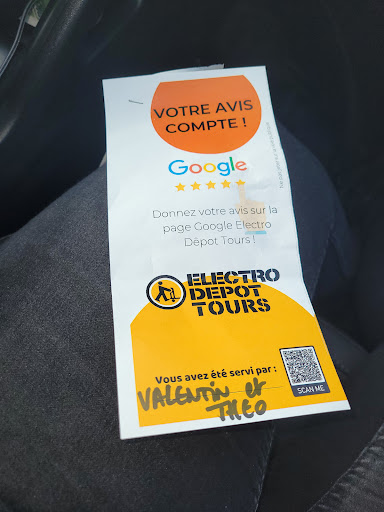 VOTRE AVIS
COMPTE !
Google
Donnez votre avis sur la
page Google Electro
Dépot Tours !
ELECTRO
DEPOT
TOURS
Vous avez été servi par :
VALENTIN et
THEO
SCAN ME